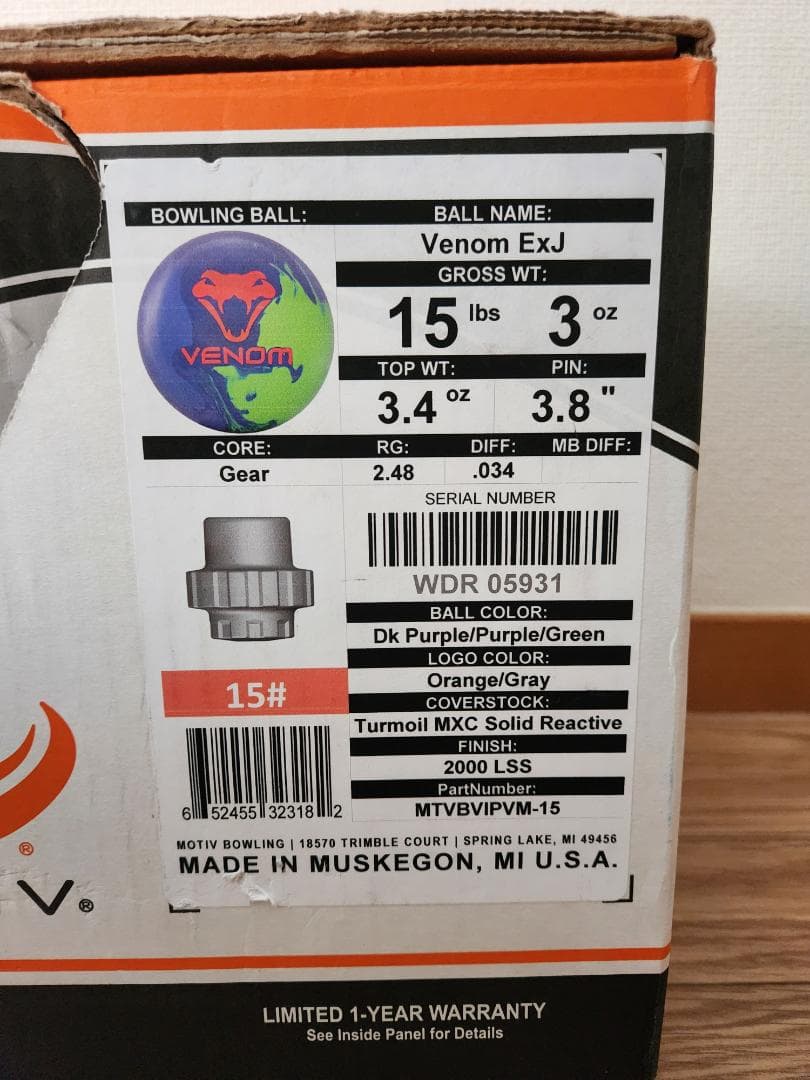 BOWLING BALL:
BALL NAME:
Venom ExJ
VENOM
GROSS WT:
15 lbs 3 oz
TOP WT: PIN:
3.4 oz 3.8"
CORE: RG: DIFF: MB DIFF:
Gear 2.48 .034
SERIAL NUMBER
WDR 05931
BALL COLOR:
Dk Purple/Purple/Green
LOGO COLOR:
Orange/Gray
15#
COVERSTOCK:
Turmoil MXC Solid Reactive
FINISH:
2000 LSS
PartNumber:
MTVBVIPVM-15
6 52455 32318 2
MOTIV BOWLING | 18570 TRIMBLE COURT | SPRING LAKE, MI 49456
MADE IN MUSKEGON, MI U.S.A.
®
V®
LIMITED 1-YEAR WARRANTY
See Inside Panel for Details